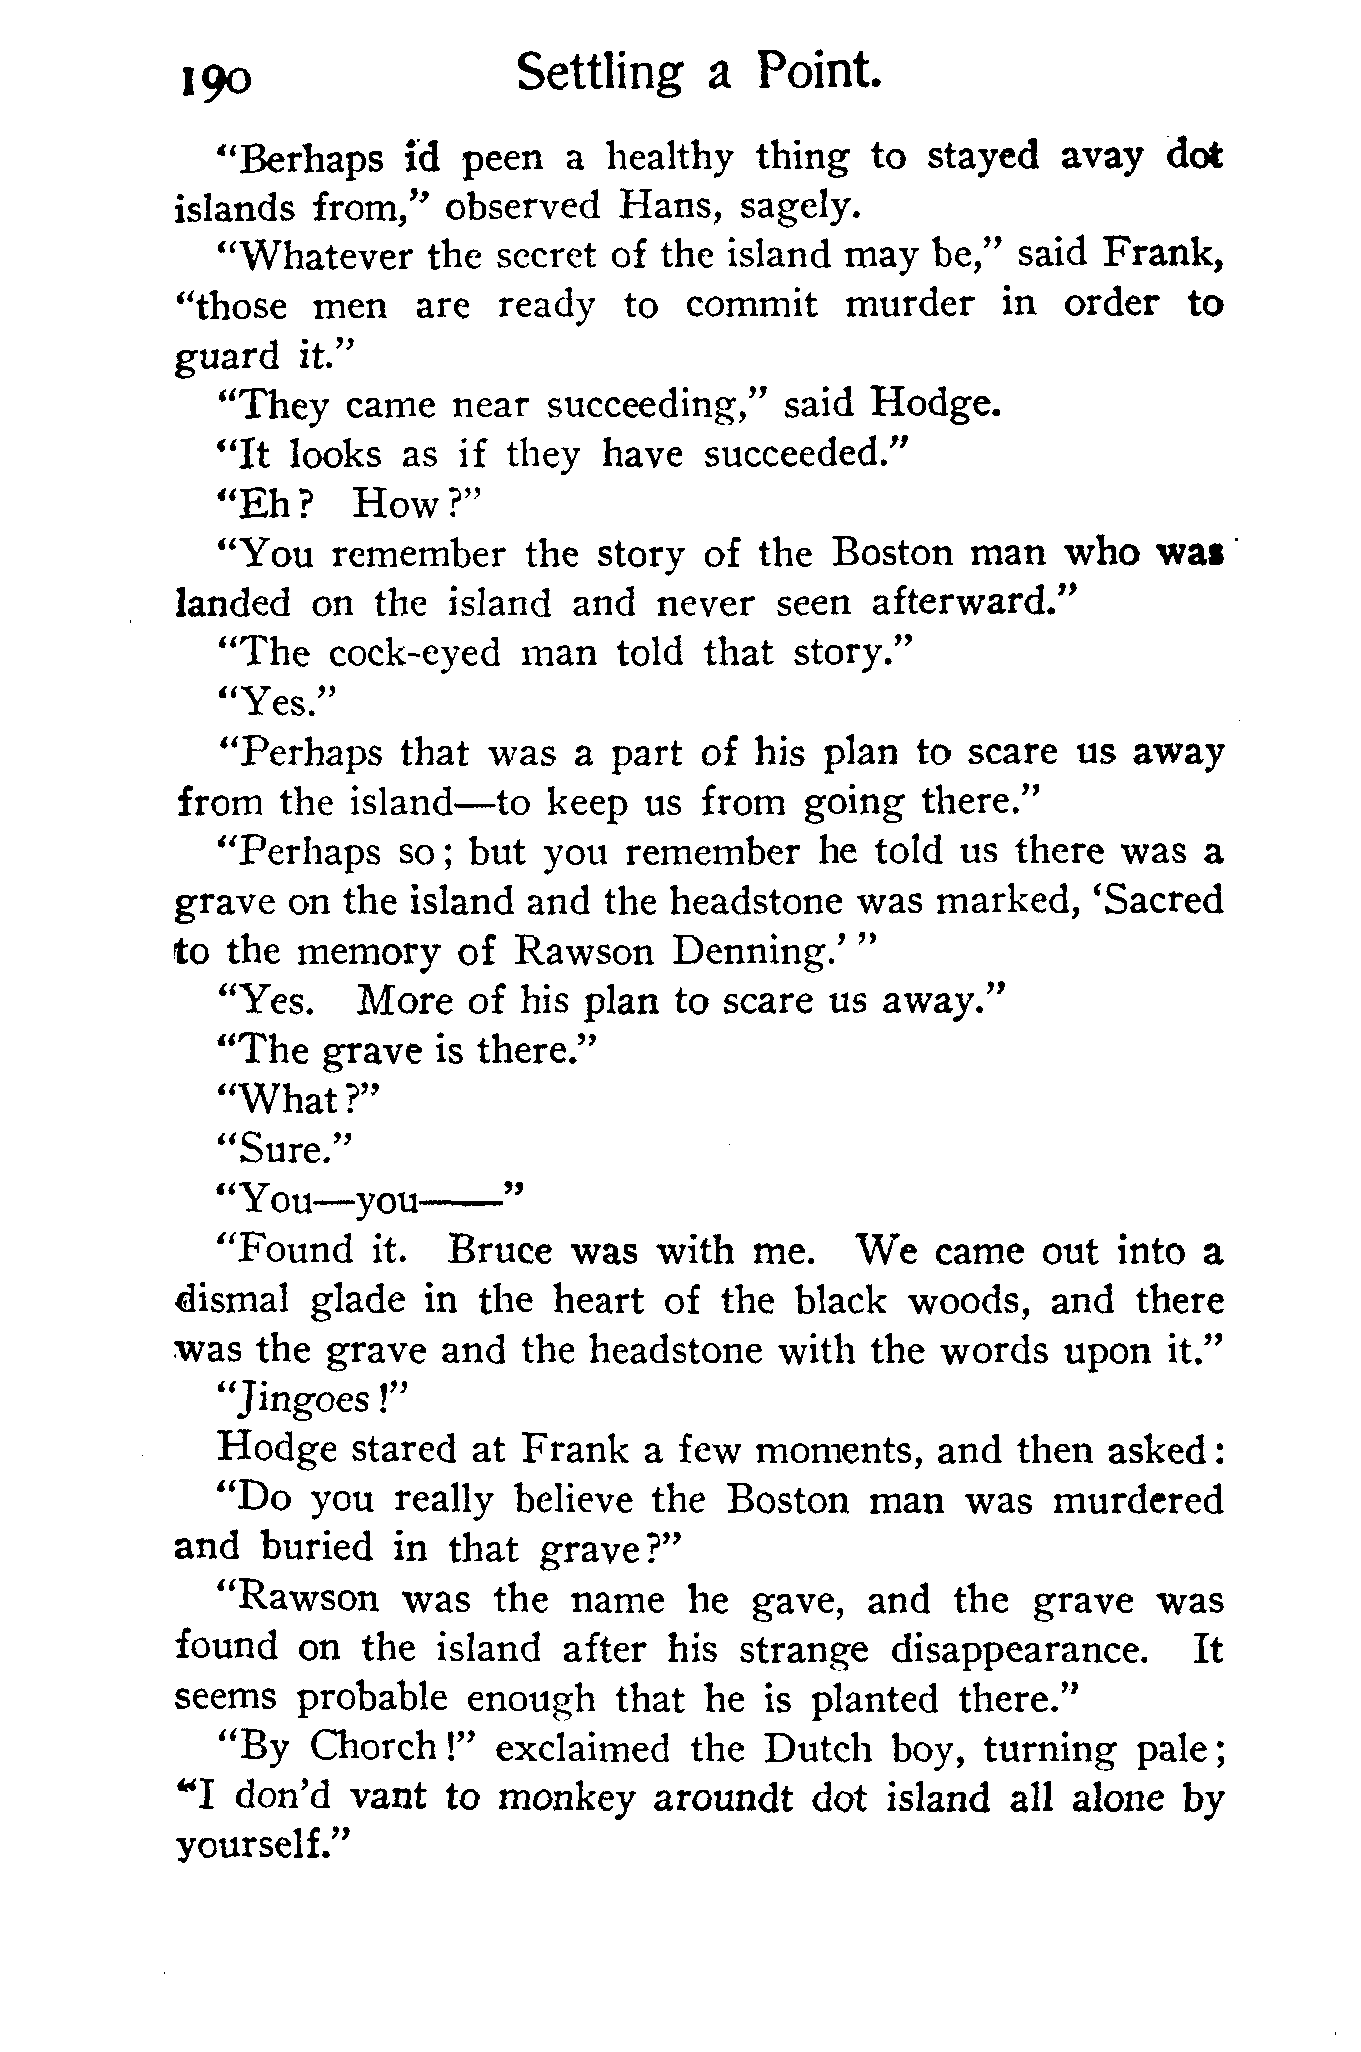 190 Settling a Point.
"Berhaps id peen a healthy thing to stayed avay dot
islands from," observed Hans, sagely.
"Whatever the secret of the island may be," said Frank,
"those men are ready to commit murder in order to
guard it."
"They came near succeeding," said Hodge.
"It looks as if they have succeeded."
"Eh? How?"
"You remember the story of the Boston man who was
landed on the island and never seen afterward."
"The cock-eyed man told that story."
"Yes."
"Perhaps that was a part of his plan to scare us away
from the island—to keep us from going there."
"Perhaps so; but you remember he told us there was a
grave on the island and the headstone was marked, 'Sacred
to the memory of Rawson Denning.' "
"Yes. More of his plan to scare us away."
"The grave is there."
"What?"
"Sure."
"You—you——"
"Found it. Bruce was with me. We came out into a
dismal glade in the heart of the black woods, and there
was the grave and the headstone with the words upon it."
"Jingoes!"
Hodge stared at Frank a few moments, and then asked:
"Do you really believe the Boston man was murdered
and buried in that grave?"
"Rawson was the name he gave, and the grave was
found on the island after his strange disappearance. It
seems probable enough that he is planted there."
"By Chorch!" exclaimed the Dutch boy, turning pale;
"I don'd vant to monkey aroundt dot island all alone by
yourself."